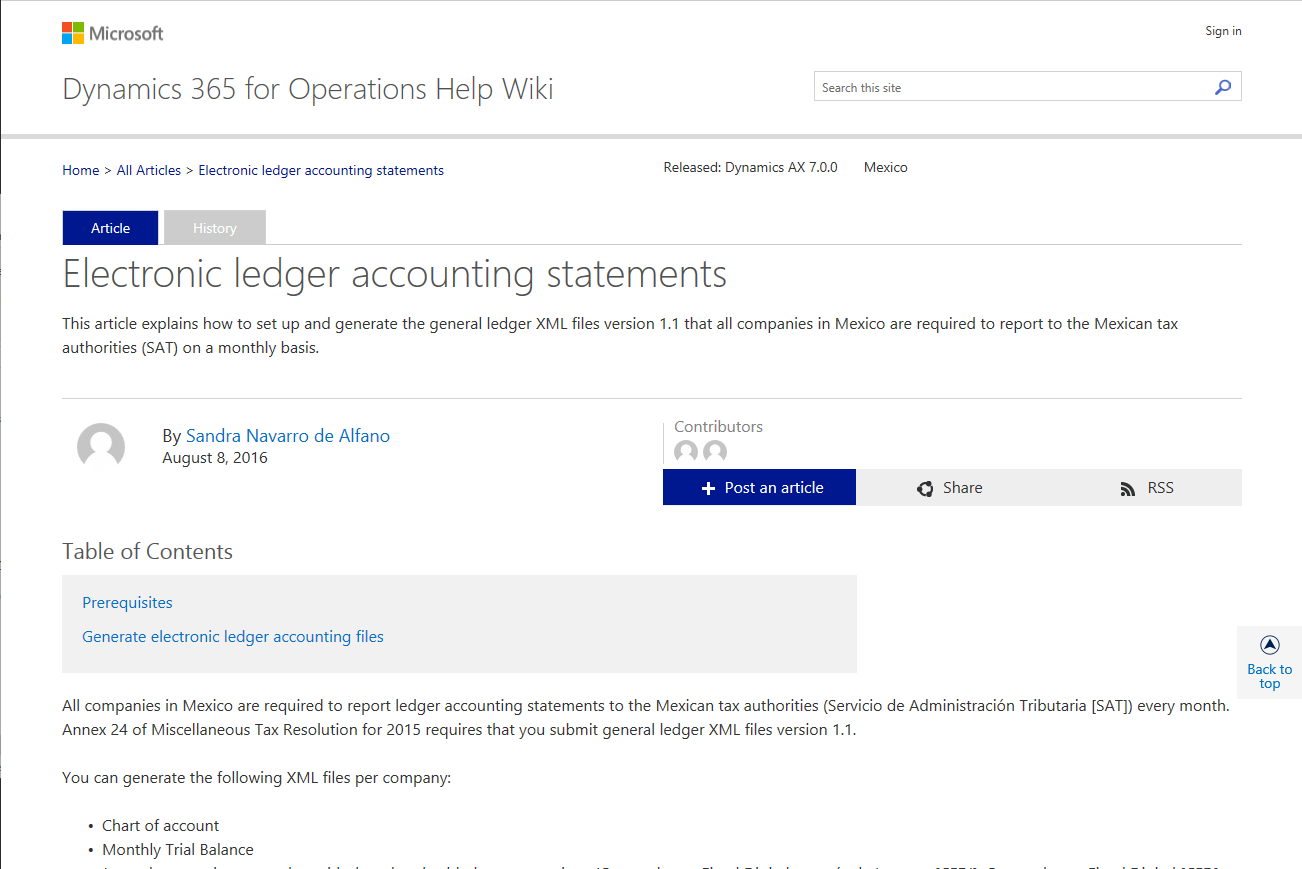 Microsoft
Sign in
Dynamics 365 for Operations Help Wiki
Search this site
Home > All Articles > Electronic ledger accounting statements
Released: Dynamics AX 7.0.0 Mexico
Article
History
Electronic ledger accounting statements
This article explains how to set up and generate the general ledger XML files version 1.1 that all companies in Mexico are required to report to the Mexican tax
authorities (SAT) on a monthly basis.
By Sandra Navarro de Alfano
August 8, 2016
Contributors
Post an article
Share
RSS
Table of Contents
Prerequisites
Generate electronic ledger accounting files
Back to
top
All companies in Mexico are required to report ledger accounting statements to the Mexican tax authorities (Servicio de Administración Tributaria [SAT]) every month.
Annex 24 of Miscellaneous Tax Resolution for 2015 requires that you submit general ledger XML files version 1.1.
You can generate the following XML files per company:
• Chart of account
• Monthly Trial Balance